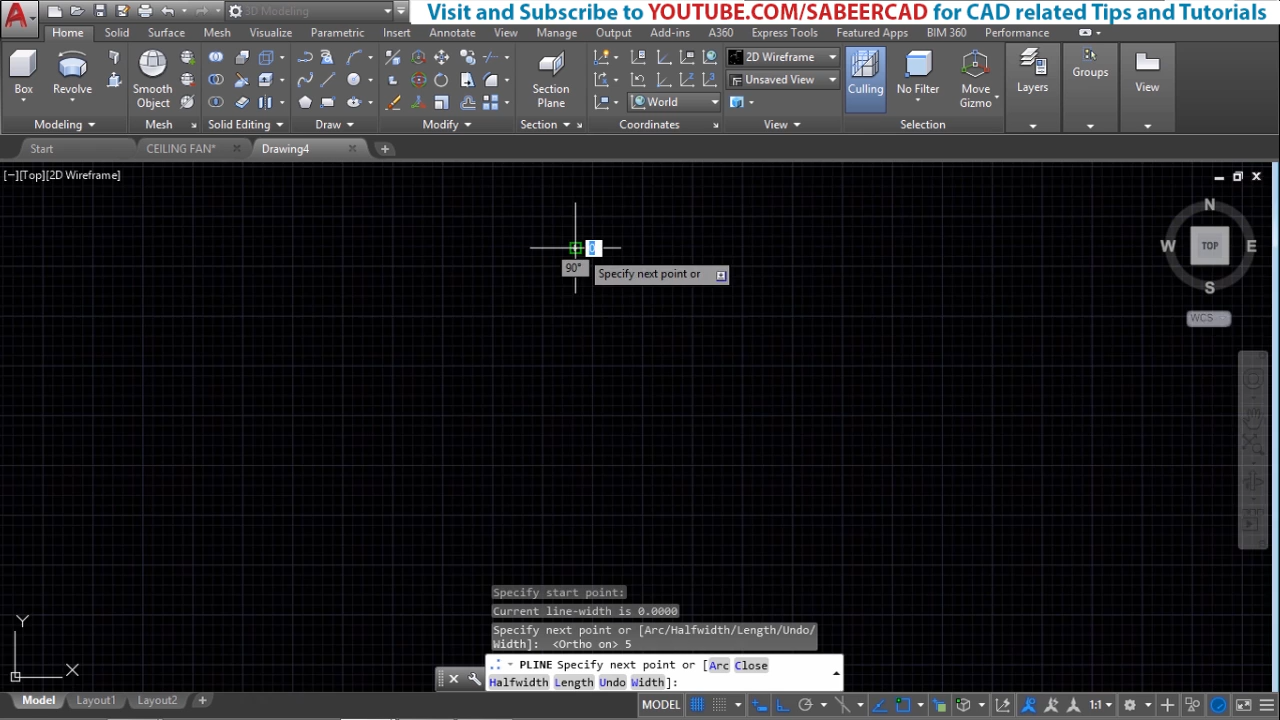 3D Modeling
Visit and Subscribe to YOUTUBE.COM/SABEERCAD for CAD related Tips and Tutorials
Home Solid Surface Mesh Visualize Parametric Insert Annotate View Manage Output Add-ins A360 Express Tools Featured Apps BIM 360 Performance
Box Revolve Smooth Object Section Plane World 2D Wireframe Unsaved View Culling No Filter Move Gizmo Layers Groups View
Modeling Mesh Solid Editing Draw Modify Section Coordinates View Selection
Start CEILING FAN* Drawing4
[−][Top][2D Wireframe]
N
W TOP E
S
WCS
0
90°
Specify next point or
Specify start point:
Current line-width is 0.0000
Specify next point or [Arc/Halfwidth/Length/Undo/
Width]: <Ortho on> 5
PLINE Specify next point or [Arc Close
Halfwidth Length Undo Width]:
Y
X
Model Layout1 Layout2 + MODEL 1:1